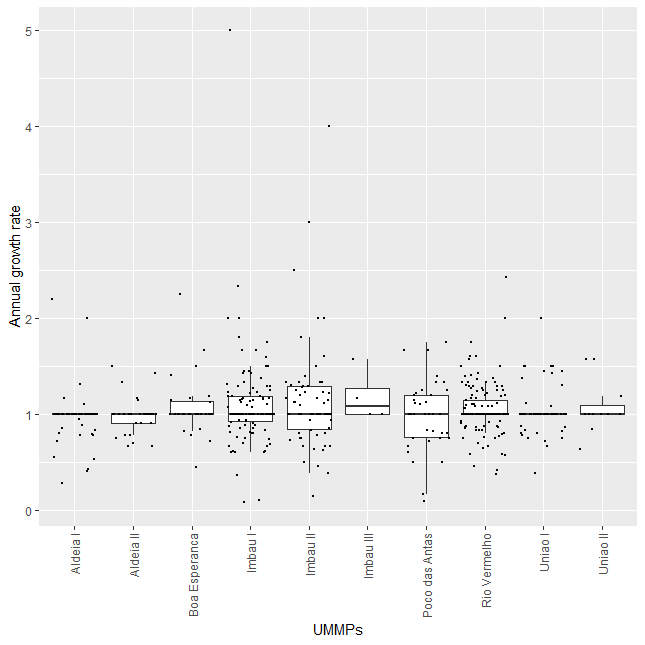 Annual growth rate
5
4
3
2
1
0
Aldeia I
Aldeia II
Boa Esperanca
Imbau I
Imbau II
Imbau III
Poco das Antas
Rio Vermelho
Uniao I
Uniao II
UMMPs